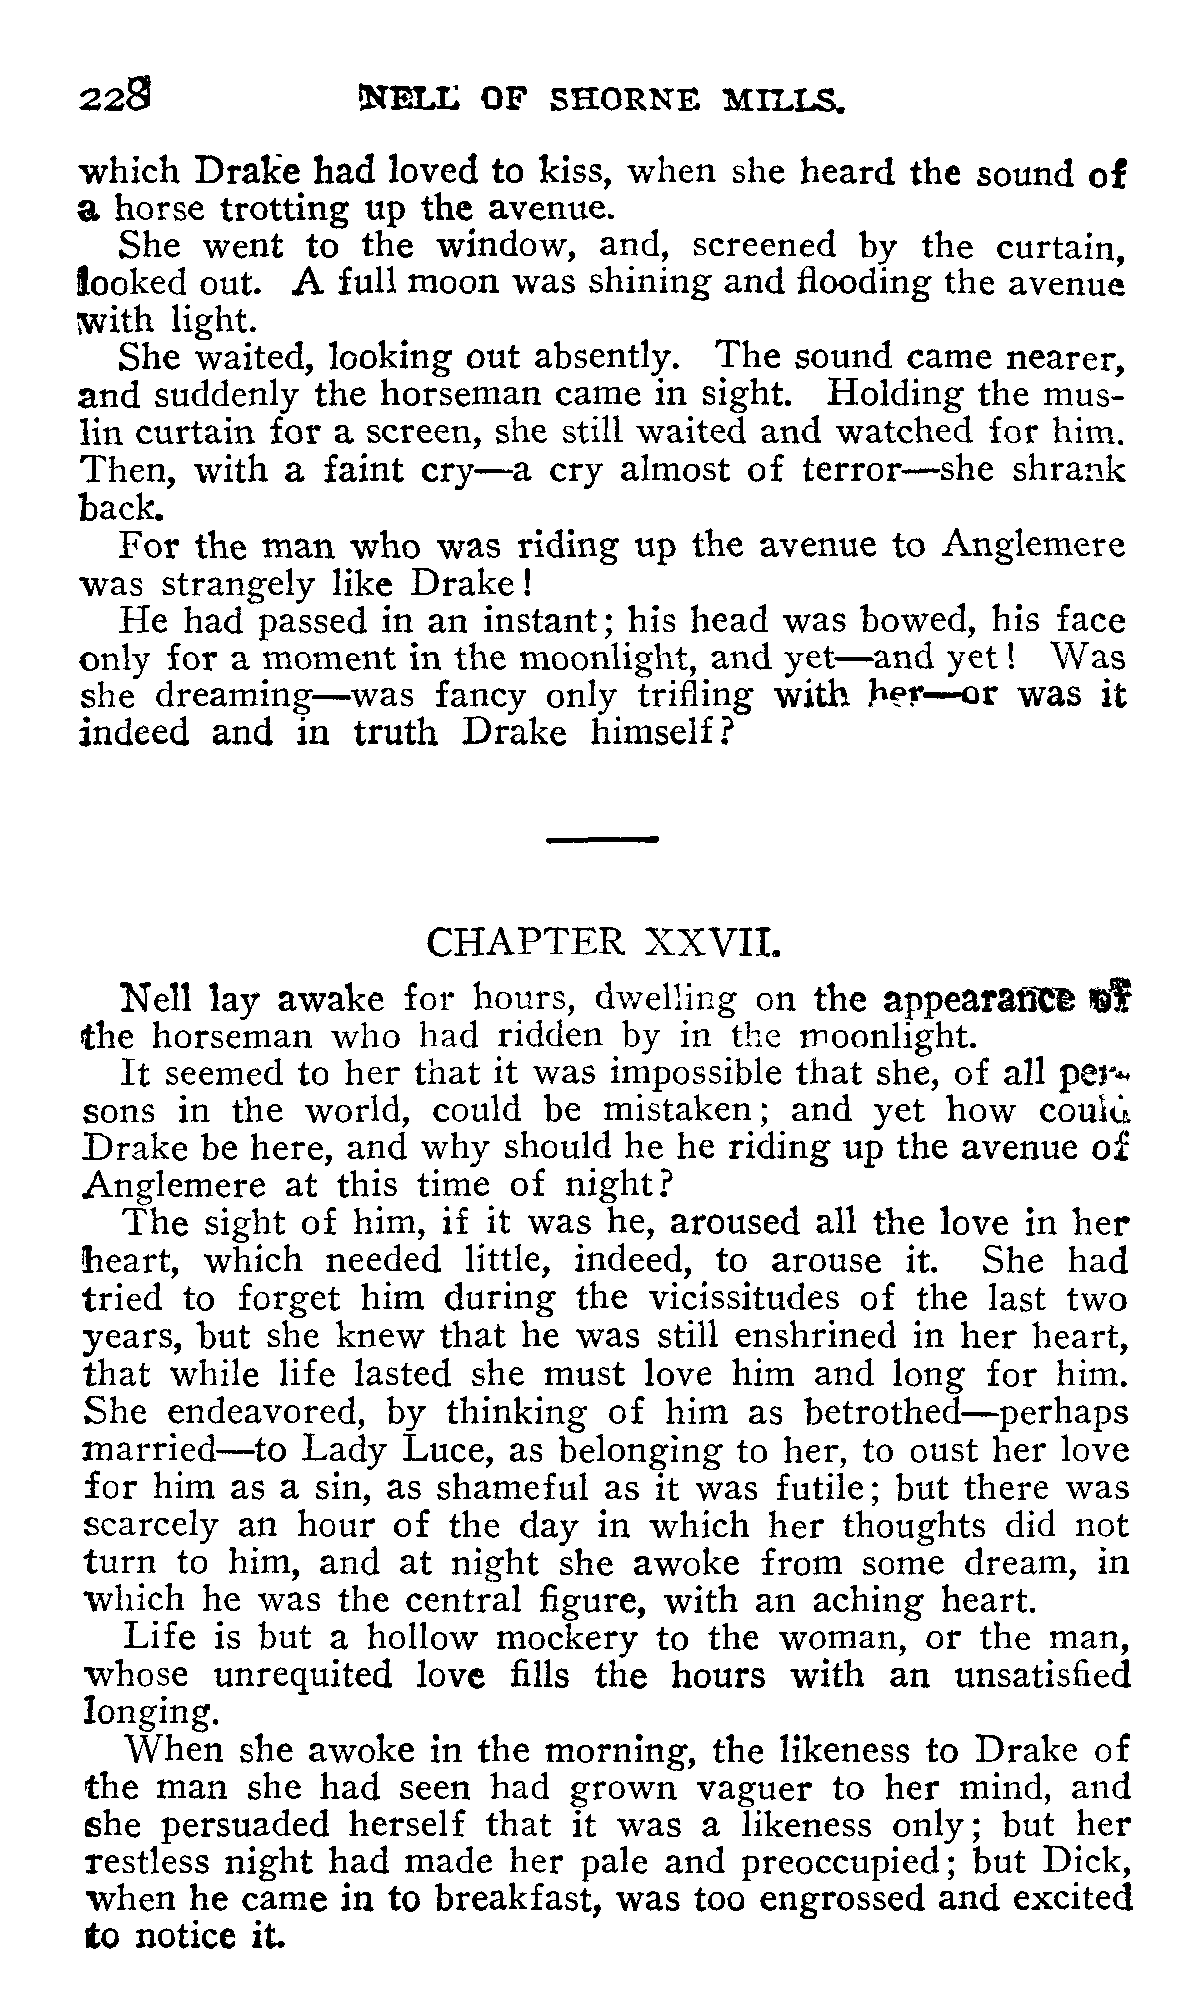 228 NELL OF SHORNE MILLS.
which Drake had loved to kiss, when she heard the sound of
a horse trotting up the avenue.
She went to the window, and, screened by the curtain,
looked out. A full moon was shining and flooding the avenue
with light.
She waited, looking out absently. The sound came nearer,
and suddenly the horseman came in sight. Holding the mus-
lin curtain for a screen, she still waited and watched for him.
Then, with a faint cry—a cry almost of terror—she shrank
back.
For the man who was riding up the avenue to Anglemere
was strangely like Drake!
He had passed in an instant; his head was bowed, his face
only for a moment in the moonlight, and yet—and yet! Was
she dreaming—was fancy only trifling with her—or was it
indeed and in truth Drake himself?
CHAPTER XXVII.
Nell lay awake for hours, dwelling on the appearance of
the horseman who had ridden by in the moonlight.
It seemed to her that it was impossible that she, of all per-
sons in the world, could be mistaken; and yet how could
Drake be here, and why should he he riding up the avenue of
Anglemere at this time of night?
The sight of him, if it was he, aroused all the love in her
heart, which needed little, indeed, to arouse it. She had
tried to forget him during the vicissitudes of the last two
years, but she knew that he was still enshrined in her heart,
that while life lasted she must love him and long for him.
She endeavored, by thinking of him as betrothed—perhaps
married—to Lady Luce, as belonging to her, to oust her love
for him as a sin, as shameful as it was futile; but there was
scarcely an hour of the day in which her thoughts did not
turn to him, and at night she awoke from some dream, in
which he was the central figure, with an aching heart.
Life is but a hollow mockery to the woman, or the man,
whose unrequited love fills the hours with an unsatisfied
longing.
When she awoke in the morning, the likeness to Drake of
the man she had seen had grown vaguer to her mind, and
she persuaded herself that it was a likeness only; but her
restless night had made her pale and preoccupied; but Dick,
when he came in to breakfast, was too engrossed and excited
to notice it.